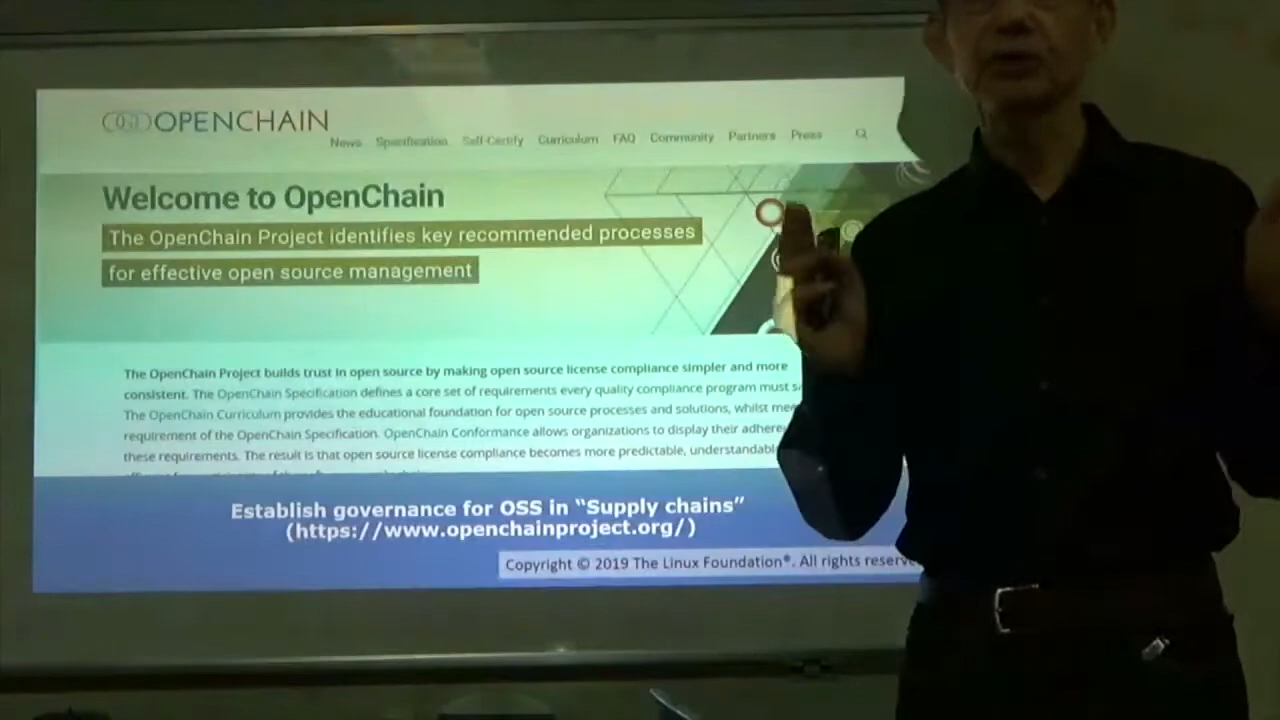 OPENCHAIN
News Specification Self-Certify Curriculum FAQ Community Partners Press
Welcome to OpenChain
The OpenChain Project identifies key recommended processes
for effective open source management
The OpenChain Project builds trust in open source by making open source license compliance simpler and more
consistent. The OpenChain Specification defines a core set of requirements every quality compliance program must
The OpenChain Curriculum provides the educational foundation for open source processes and solutions, whilst
requirement of the OpenChain Specification. OpenChain Conformance allows organizations to display their
these requirements. The result is that open source license compliance becomes more predictable,
Establish governance for OSS in “Supply chains”
(https://www.openchainproject.org/)
Copyright © 2019 The Linux Foundation®. All rights